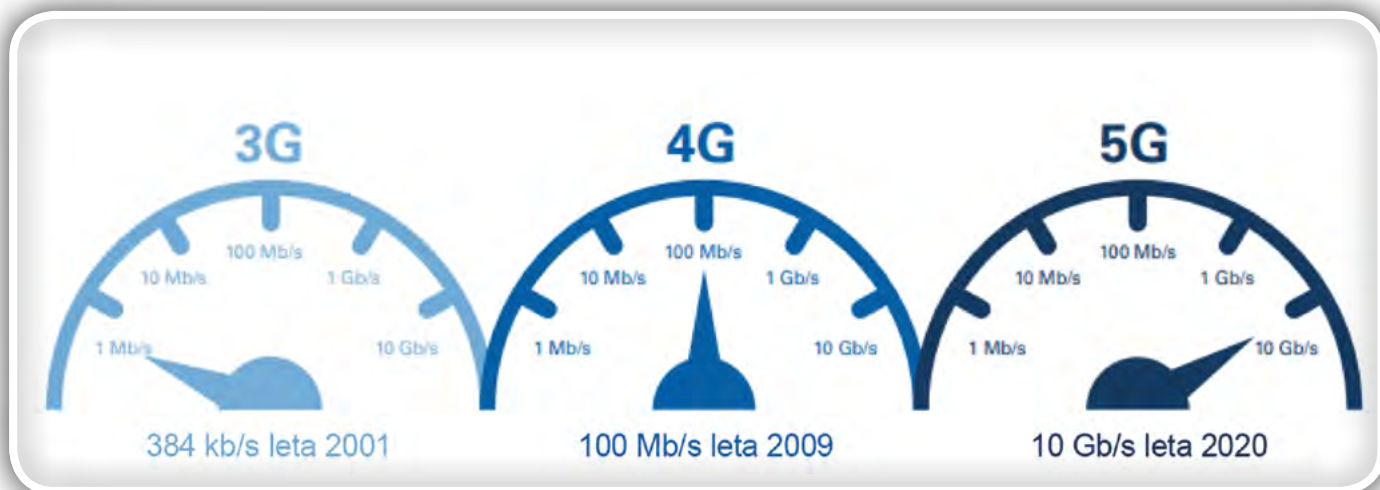 3G
100 Mb/s
10 Mb/s
1 Gb/s
1 Mb/s
10 Gb/s
384 kb/s leta 2001
4G
100 Mb/s
10 Mb/s
1 Gb/s
1 Mb/s
10 Gb/s
100 Mb/s leta 2009
5G
100 Mb/s
10 Mb/s
1 Gb/s
1 Mb/s
10 Gb/s
10 Gb/s leta 2020